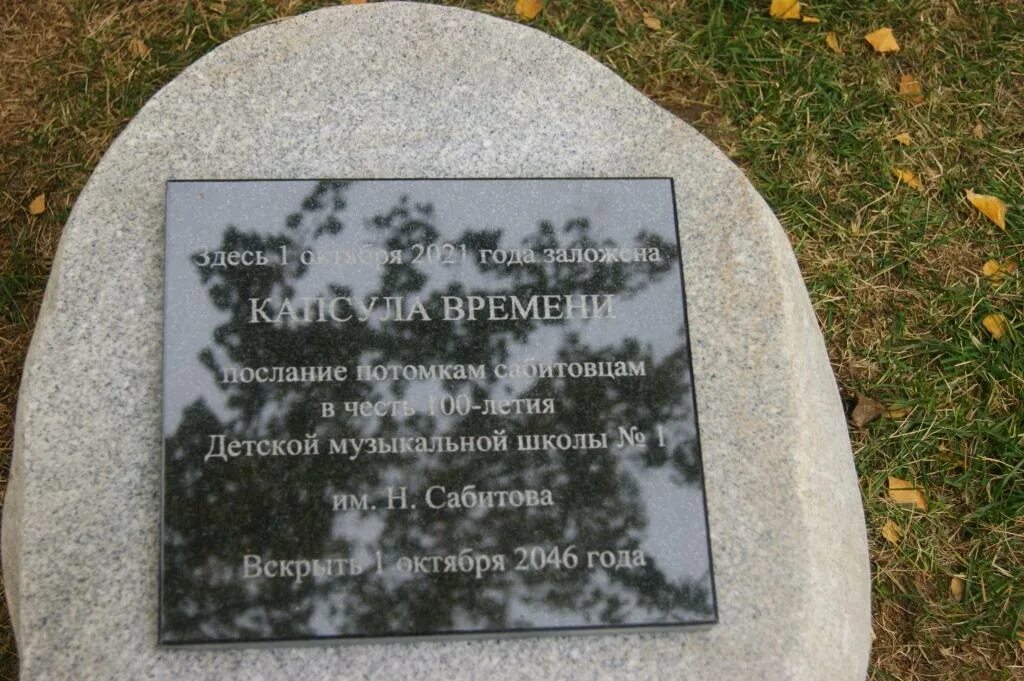 Здесь 1 октября 2021 года заложена
КАПСУЛА ВРЕМЕНИ
послание потомкам сабитовцам
в честь 100-летия
Детской музыкальной школы № 1
им. Н. Сабитова
Вскрыть 1 октября 2046 года